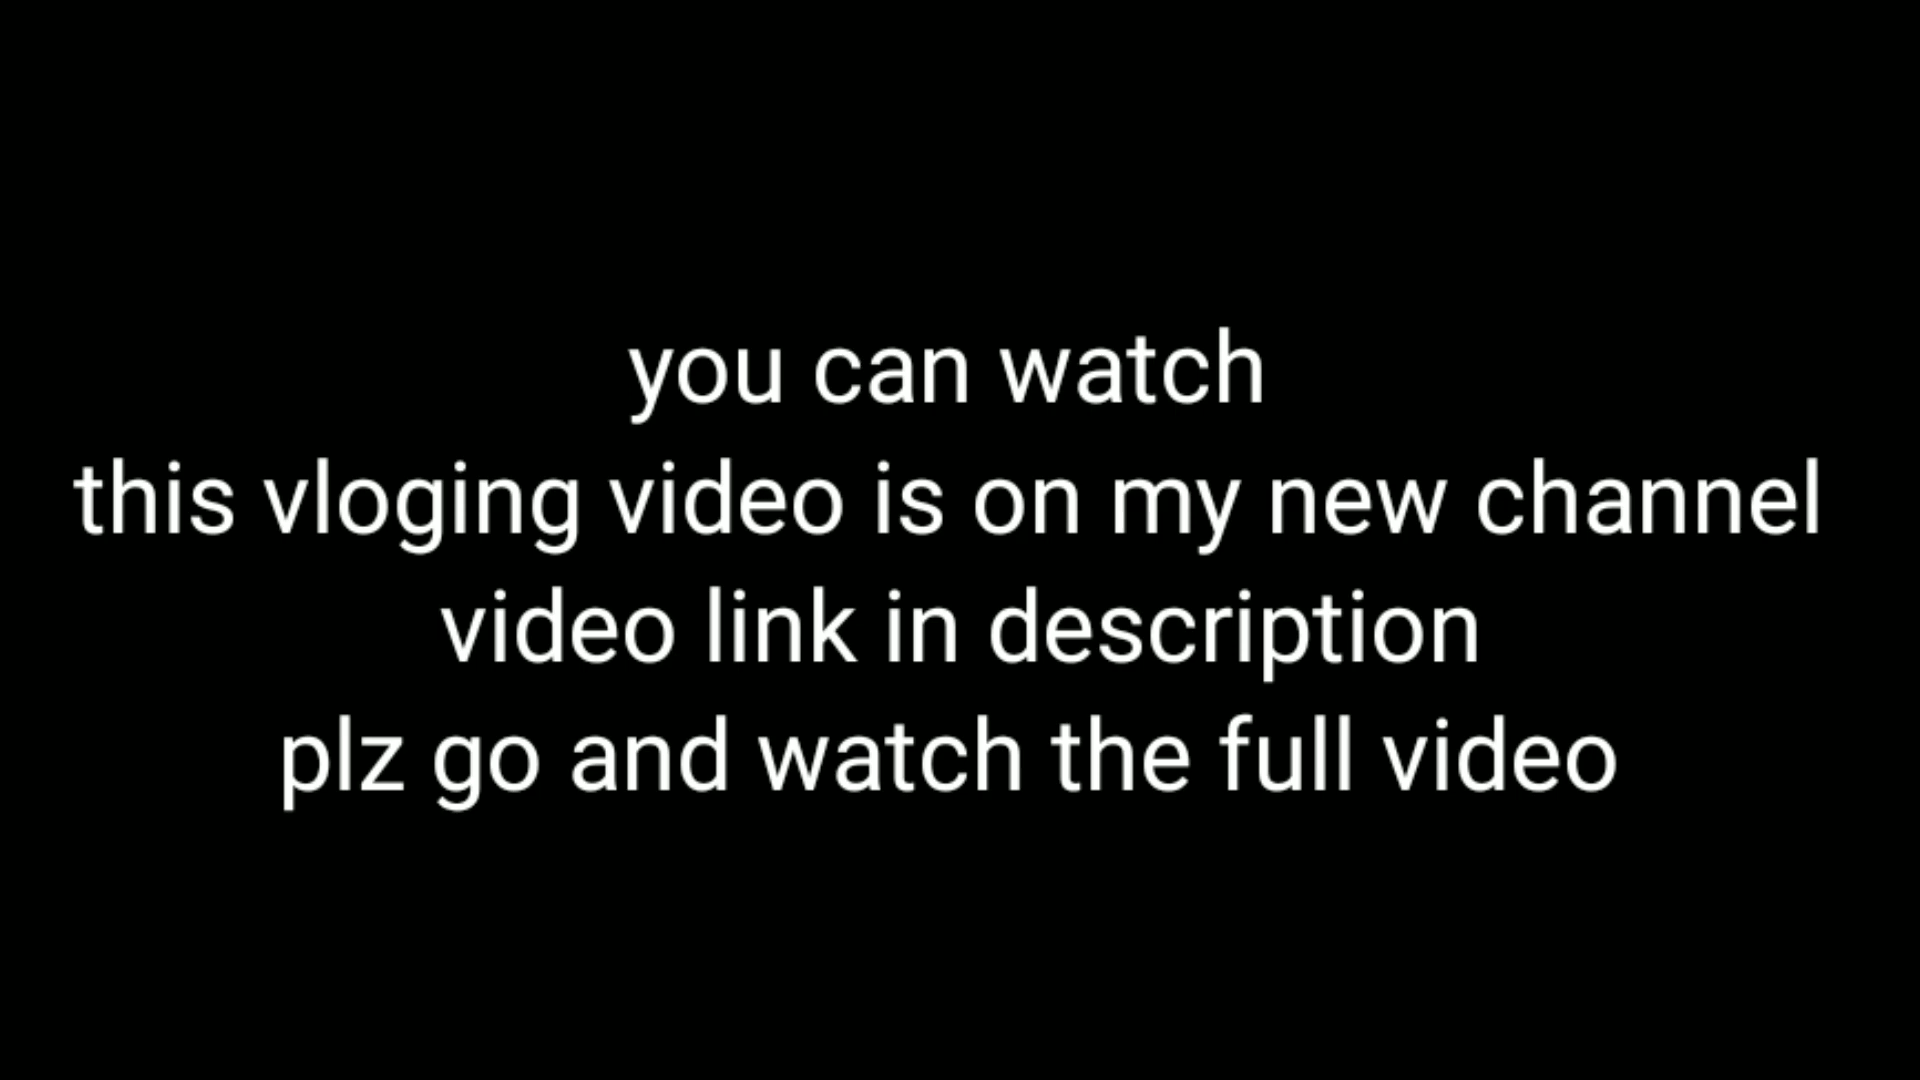 you can watch
this vloging video is on my new channel
video link in description
plz go and watch the full video